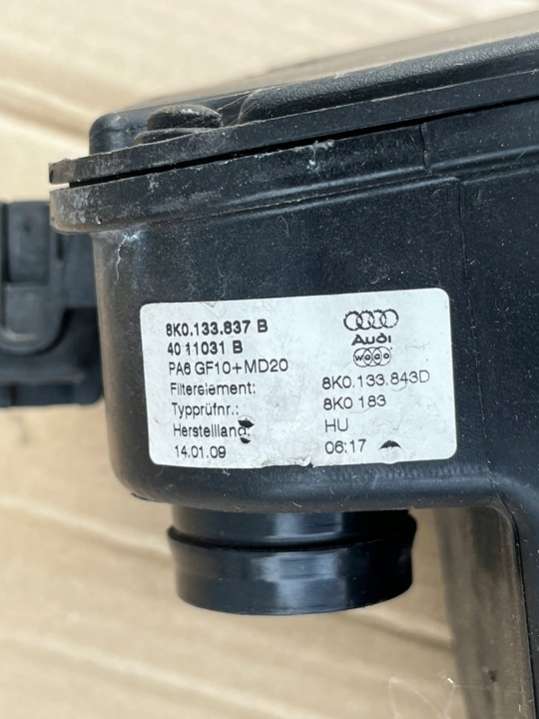 8K0.133.837 B
40 11031 B
Audi
PA6 GF10+MD20
Filterelement: 8K0.133.843D
Typprüfnr.: 8K0 183
Herstelland HU
14.01.09 06:17